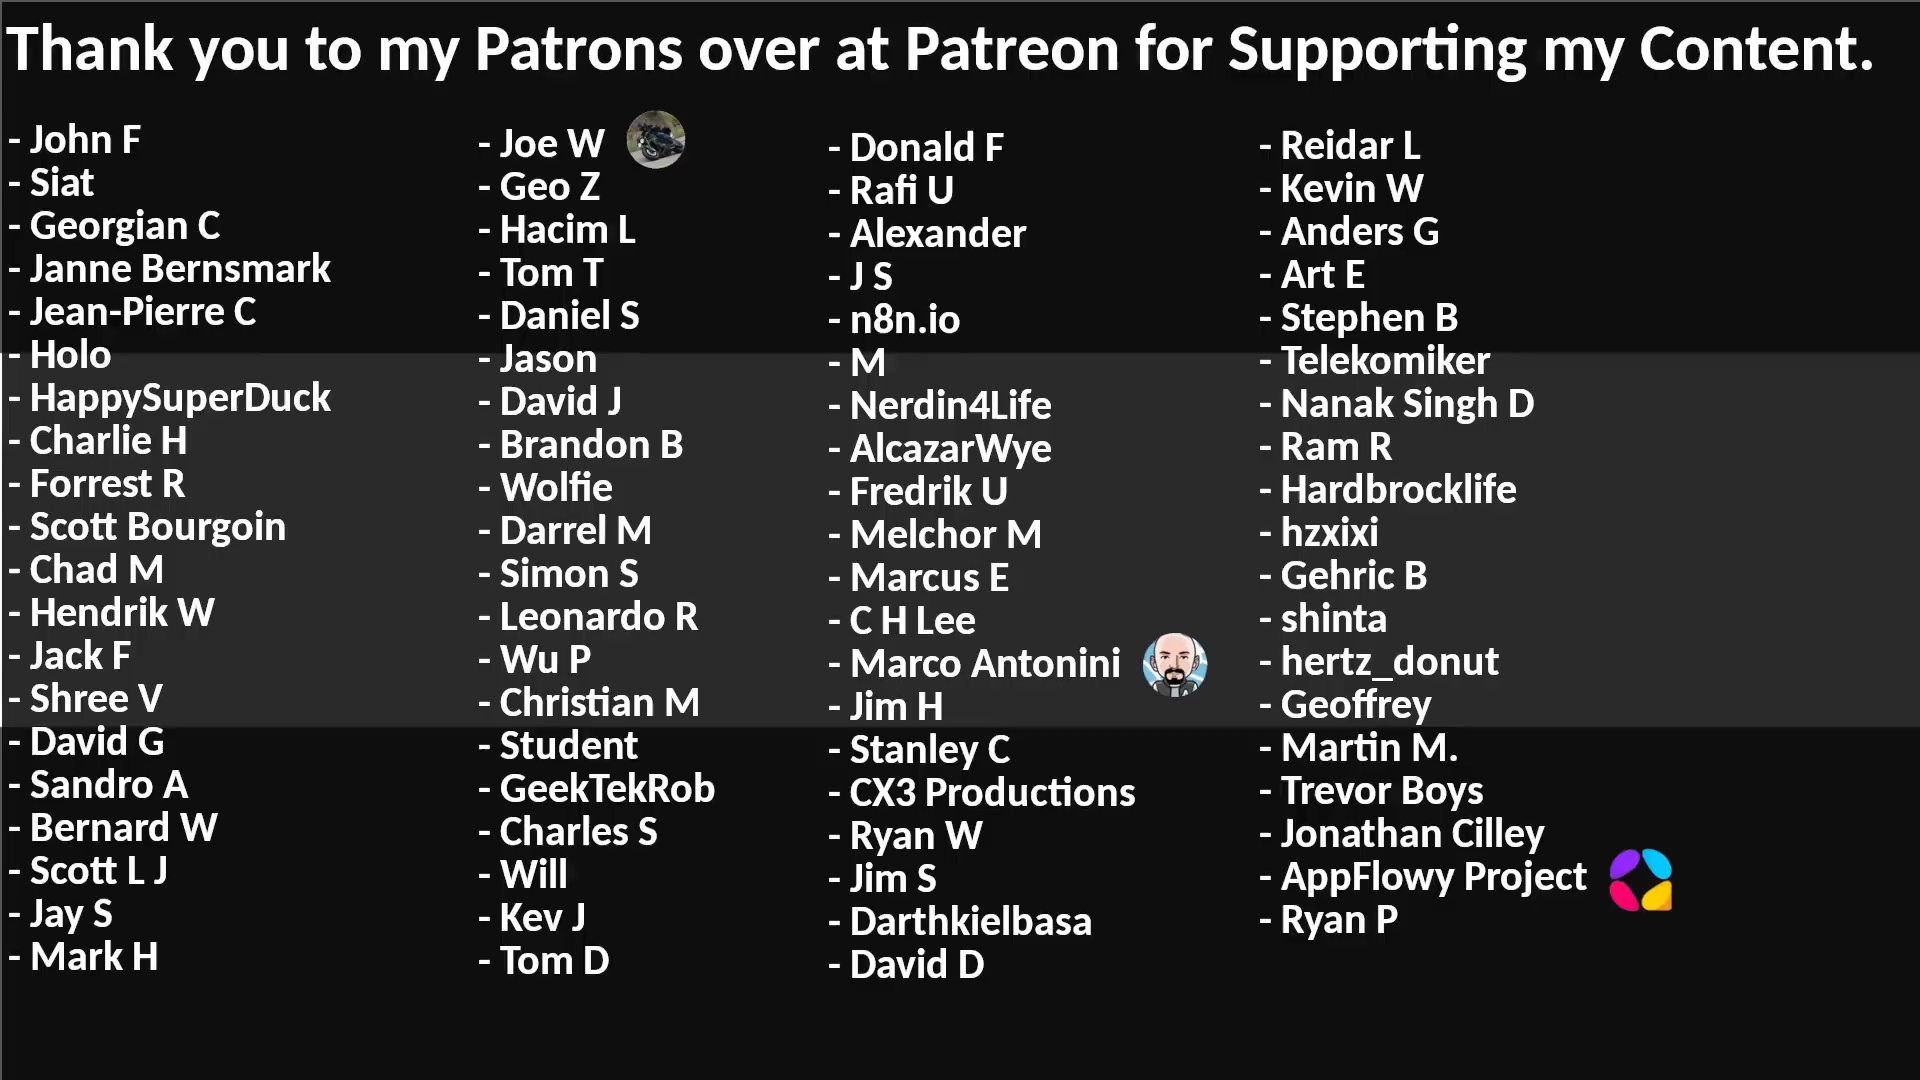 Thank you to my Patrons over at Patreon for Supporting my Content.
- John F
- Siat
- Georgian C
- Janne Bernsmark
- Jean-Pierre C
- Holo
- HappySuperDuck
- Charlie H
- Forrest R
- Scott Bourgoin
- Chad M
- Hendrik W
- Jack F
- Shree V
- David G
- Sandro A
- Bernard W
- Scott L J
- Jay S
- Mark H
- Joe W
- Geo Z
- Hacim L
- Tom T
- Daniel S
- Jason
- David J
- Brandon B
- Wolfie
- Darrel M
- Simon S
- Leonardo R
- Wu P
- Christian M
- Student
- GeekTekRob
- Charles S
- Will
- Kev J
- Tom D
- Donald F
- Rafi U
- Alexander
- J S
- n8n.io
- M
- Nerdin4Life
- AlcazarWye
- Fredrik U
- Melchor M
- Marcus E
- C H Lee
- Marco Antonini
- Jim H
- Stanley C
- CX3 Productions
- Ryan W
- Jim S
- Darthkielbasa
- David D
- Reidar L
- Kevin W
- Anders G
- Art E
- Stephen B
- Telekomiker
- Nanak Singh D
- Ram R
- Hardbrocklife
- hzxixi
- Gehric B
- shinta
- hertz_donut
- Geoffrey
- Martin M.
- Trevor Boys
- Jonathan Cilley
- AppFlowy Project
- Ryan P